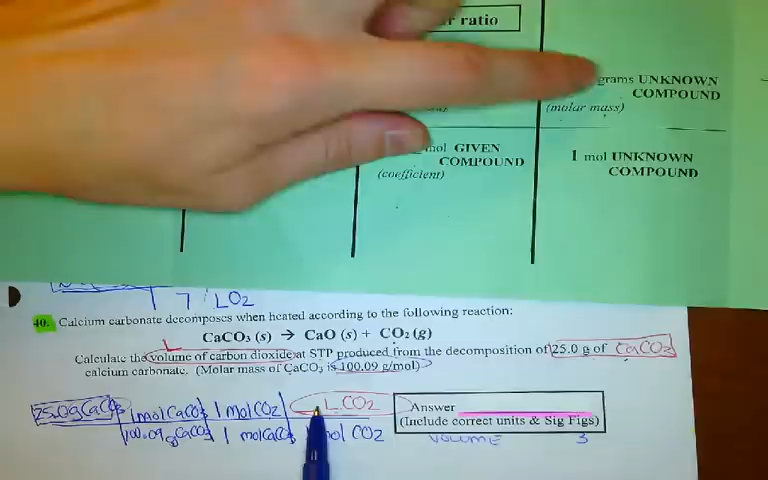 ratio
grams UNKNOWN
COMPOUND
(molar mass)
mol GIVEN
COMPOUND
(coefficient)
1 mol UNKNOWN
COMPOUND
7 LO2
40. Calcium carbonate decomposes when heated according to the following reaction:
CaCO3 (s) → CaO (s) + CO2 (g)
L
Calculate the volume of carbon dioxide at STP produced from the decomposition of 25.0 g of CaCO3
calcium carbonate. (Molar mass of CaCO3 is 100.09 g/mol)
25.0g CaCO3 | 1 mol CaCO3 | 1 mol CO2 | L CO2
100.09g CaCO3 | 1 mol CaCO3 | mol CO2
Answer
(Include correct units & Sig Figs)
VOLUME 3